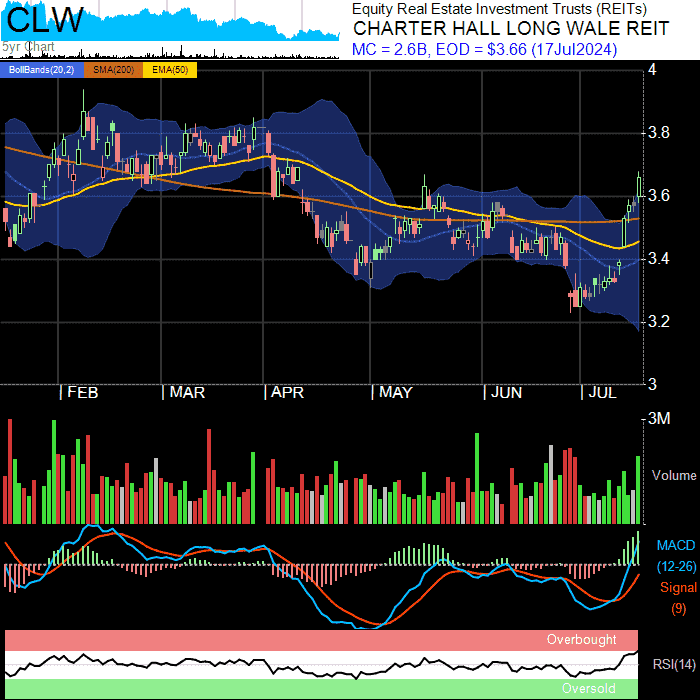 CLW
5yr Chart
Equity Real Estate Investment Trusts (REITs)
CHARTER HALL LONG WALE REIT
MC = 2.6B, EOD = $3.66 (17Jul2024)
BollBands(20,2) SMA(200) EMA(50)
4
3.8
3.6
3.4
3.2
3
FEB MAR APR MAY JUN JUL
3M
Volume
MACD
(12-26)
Signal
(9)
Overbought
RSI(14)
Oversold